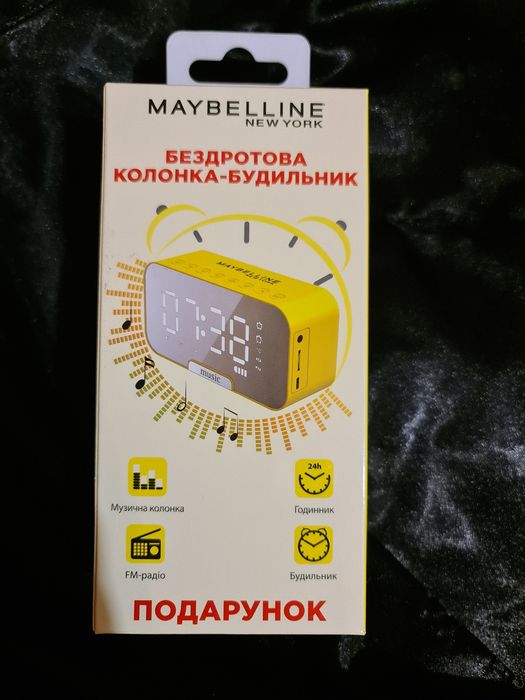 MAYBELLINE
NEW YORK
БЕЗДРОТОВА
КОЛОНКА-БУДИЛЬНИК
MAYBELLINE
07:38
music
24h
Музична колонка
Годинник
FM-радіо
Будильник
ПОДАРУНОК